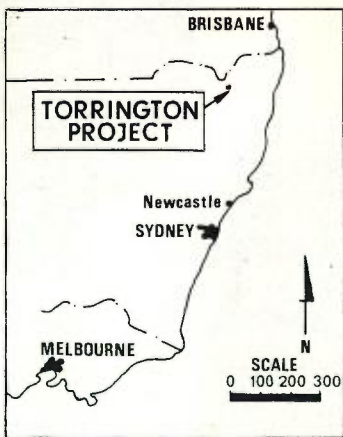 BRISBANE
TORRINGTON
PROJECT
Newcastle
SYDNEY
MELBOURNE
N
SCALE
0 100 200 300